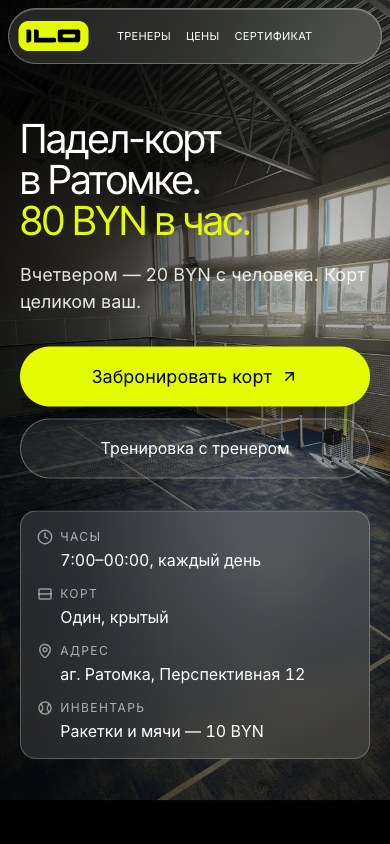 ILO
ТРЕНЕРЫ ЦЕНЫ СЕРТИФИКАТ
Падел-корт
в Ратомке.
80 BYN в час.
Вчетвером — 20 BYN с человека. Корт
целиком ваш.
Забронировать корт
Тренировка с тренером
ЧАСЫ
7:00–00:00, каждый день
КОРТ
Один, крытый
АДРЕС
аг. Ратомка, Перспективная 12
ИНВЕНТАРЬ
Ракетки и мячи — 10 BYN